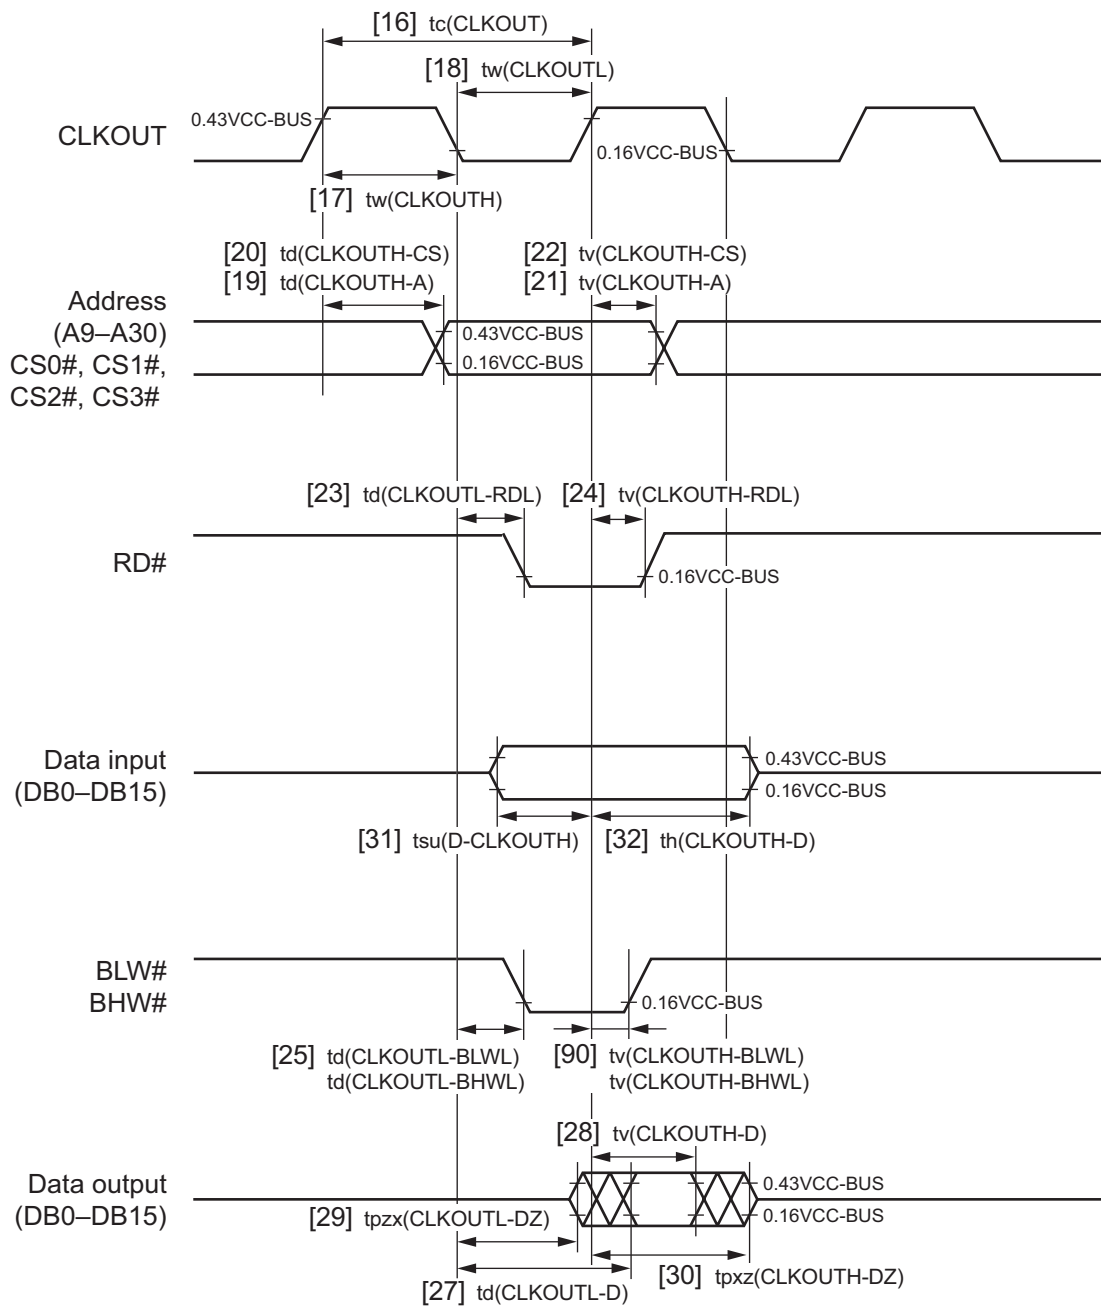 [16] tc(CLKOUT)
[18] tw(CLKOUTL)
0.43VCC-BUS
CLKOUT
0.16VCC-BUS
[17] tw(CLKOUTH)
[20] td(CLKOUTH-CS)
[22] tv(CLKOUTH-CS)
[19] td(CLKOUTH-A)
[21] tv(CLKOUTH-A)
Address
(A9–A30)
CS0#, CS1#,
CS2#, CS3#
0.43VCC-BUS
0.16VCC-BUS
[23] td(CLKOUTL-RDL)
[24] tv(CLKOUTH-RDL)
RD#
0.16VCC-BUS
Data input
(DB0–DB15)
0.43VCC-BUS
0.16VCC-BUS
[31] tsu(D-CLKOUTH)
[32] th(CLKOUTH-D)
BLW#
BHW#
0.16VCC-BUS
[25] td(CLKOUTL-BLWL)
td(CLKOUTL-BHWL)
[90] tv(CLKOUTH-BLWL)
tv(CLKOUTH-BHWL)
[28] tv(CLKOUTH-D)
Data output
(DB0–DB15)
0.43VCC-BUS
0.16VCC-BUS
[29] tpzx(CLKOUTL-DZ)
[30] tpxz(CLKOUTH-DZ)
[27] td(CLKOUTL-D)